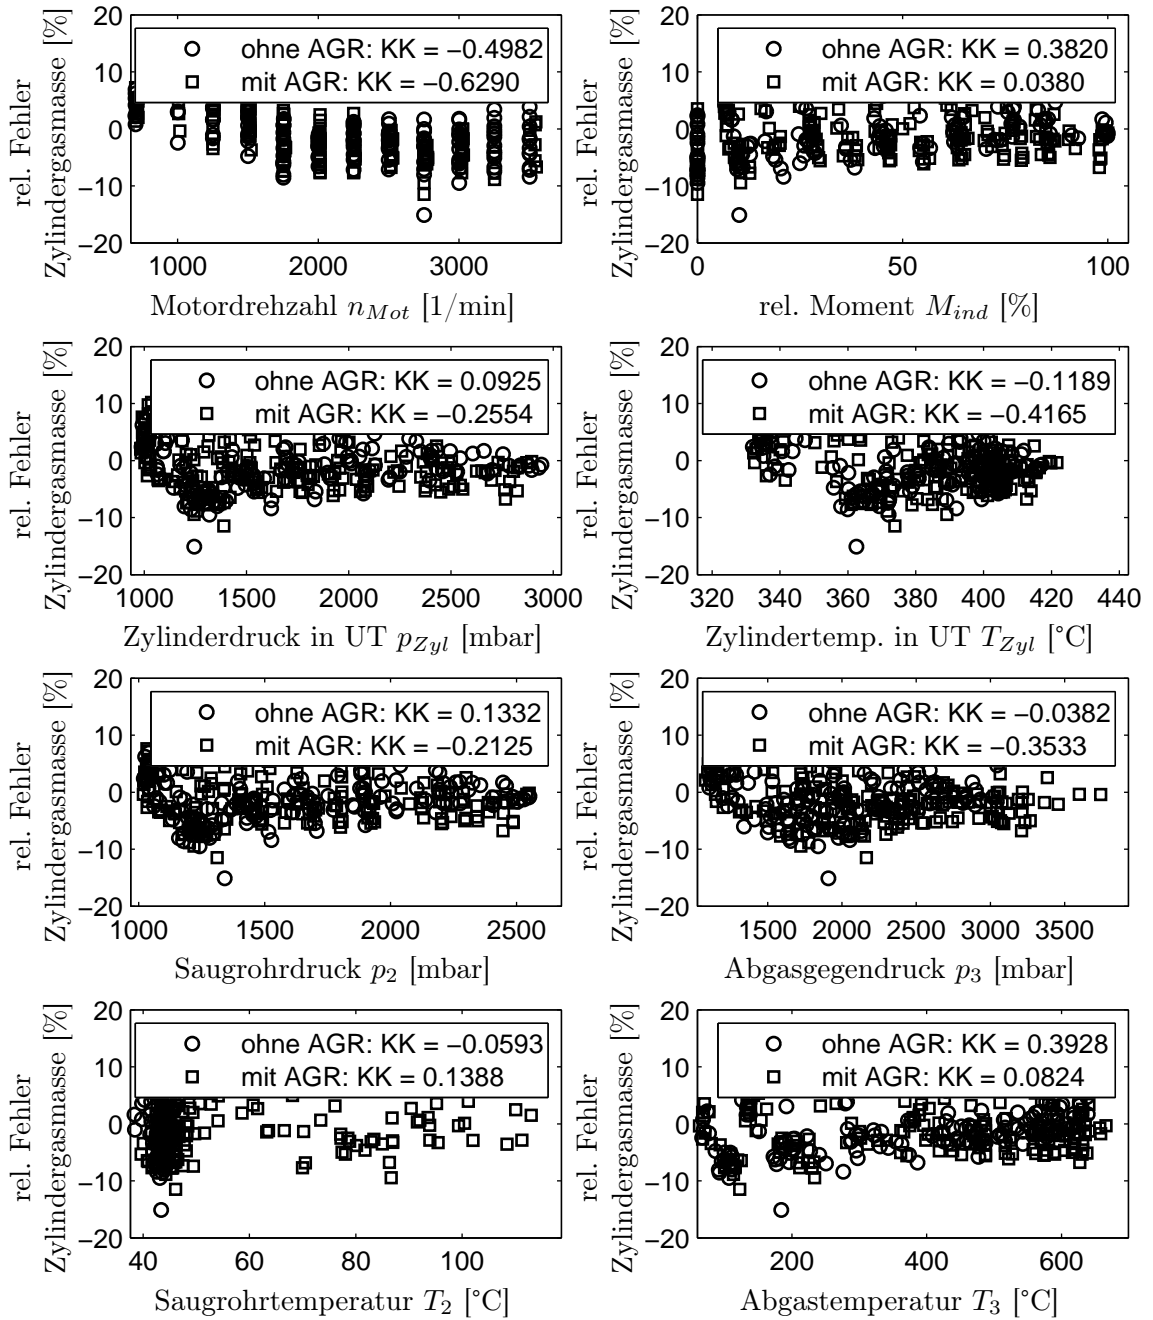 20
10
0
−10
−20
rel. Fehler
Zylindergasmasse [%]
ohne AGR: KK = −0.4982
mit AGR: KK = −0.6290
1000 2000 3000
Motordrehzahl n_Mot [1/min]
20
10
0
−10
−20
rel. Fehler
Zylindergasmasse [%]
ohne AGR: KK = 0.3820
mit AGR: KK = 0.0380
0 50 100
rel. Moment M_ind [%]
20
10
0
−10
−20
rel. Fehler
Zylindergasmasse [%]
ohne AGR: KK = 0.0925
mit AGR: KK = −0.2554
1000 1500 2000 2500 3000
Zylinderdruck in UT p_Zyl [mbar]
20
10
0
−10
−20
rel. Fehler
Zylindergasmasse [%]
ohne AGR: KK = −0.1189
mit AGR: KK = −0.4165
320 340 360 380 400 420 440
Zylindertemp. in UT T_Zyl [°C]
20
10
0
−10
−20
rel. Fehler
Zylindergasmasse [%]
ohne AGR: KK = 0.1332
mit AGR: KK = −0.2125
1000 1500 2000 2500
Saugrohrdruck p_2 [mbar]
20
10
0
−10
−20
rel. Fehler
Zylindergasmasse [%]
ohne AGR: KK = −0.0382
mit AGR: KK = −0.3533
1500 2000 2500 3000 3500
Abgasgegendruck p_3 [mbar]
20
10
0
−10
−20
rel. Fehler
Zylindergasmasse [%]
ohne AGR: KK = −0.0593
mit AGR: KK = 0.1388
40 60 80 100
Saugrohrtemperatur T_2 [°C]
20
10
0
−10
−20
rel. Fehler
Zylindergasmasse [%]
ohne AGR: KK = 0.3928
mit AGR: KK = 0.0824
200 400 600
Abgastemperatur T_3 [°C]